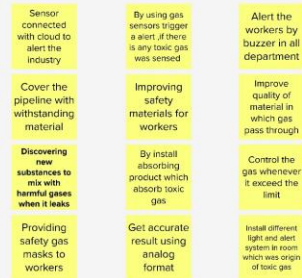 Sensor
connected
with cloud to
alert the
industry
By using gas
sensors trigger
a alert ,if there
is any toxic gas
was sensed
Alert the
workers by
buzzer in all
department
Cover the
pipeline with
withstanding
material
Improving
safety
materials for
workers
Improve
quality of
material in
which gas
pass through
Discovering
new
substances to
mix with
harmful gases
when it leaks
By install
absorbing
product which
absorb toxic
gas
Control the
gas whenever
it exceed the
limit
Providing
safety gas
masks to
workers
Get accurate
result using
analog
format
Install different
light and alert
system in room
which was origin
of toxic gas